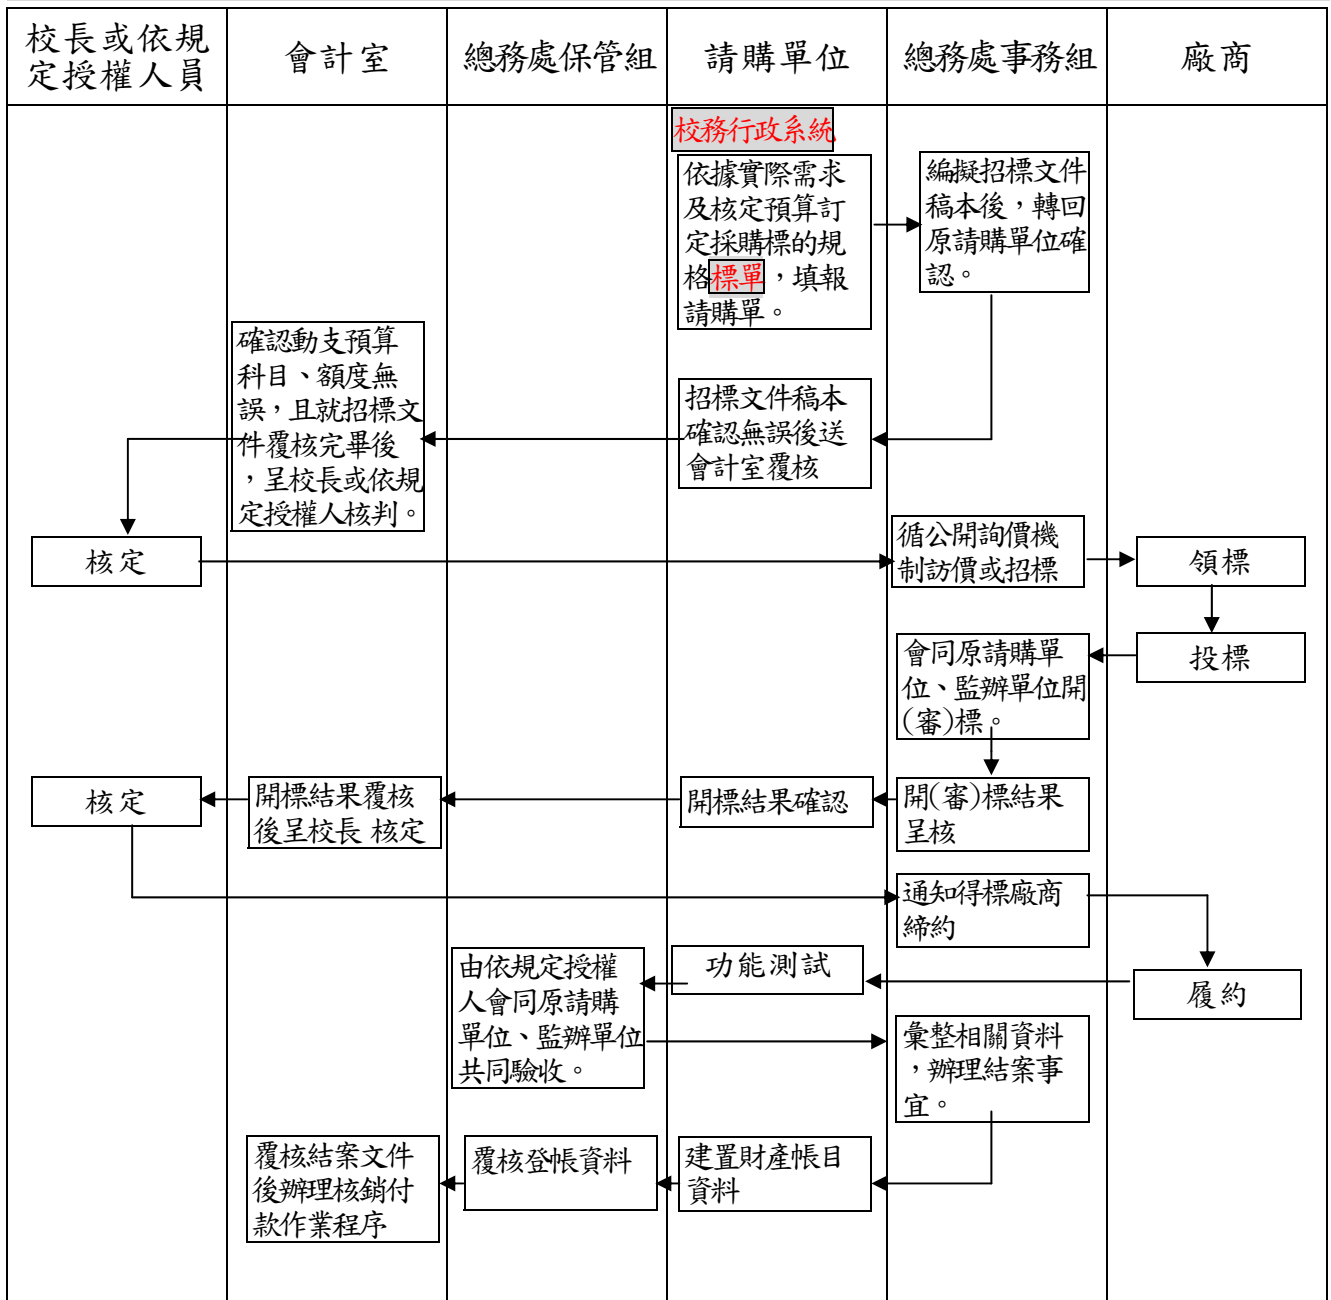 校長或依規
定授權人員
會計室
總務處保管組
請購單位
總務處事務組
廠商
校務行政系統
依據實際需求
及核定預算訂
定採購標的規
格標單，填報
請購單。
編擬招標文件
稿本後，轉回
原請購單位確
認。
招標文件稿本
確認無誤後送
會計室覆核
確認動支預算
科目、額度無
誤，且就招標文
件覆核完畢後
，呈校長或依規
定授權人核判。
核定
循公開詢價機
制訪價或招標
領標
投標
會同原請購單
位、監辦單位開
(審)標。
開(審)標結果
呈核
開標結果確認
開標結果覆核
後呈校長 核定
核定
通知得標廠商
締約
履約
功能測試
由依規定授權
人會同原請購
單位、監辦單位
共同驗收。
彙整相關資料
，辦理結案事
宜。
建置財產帳目
資料
覆核登帳資料
覆核結案文件
後辦理核銷付
款作業程序